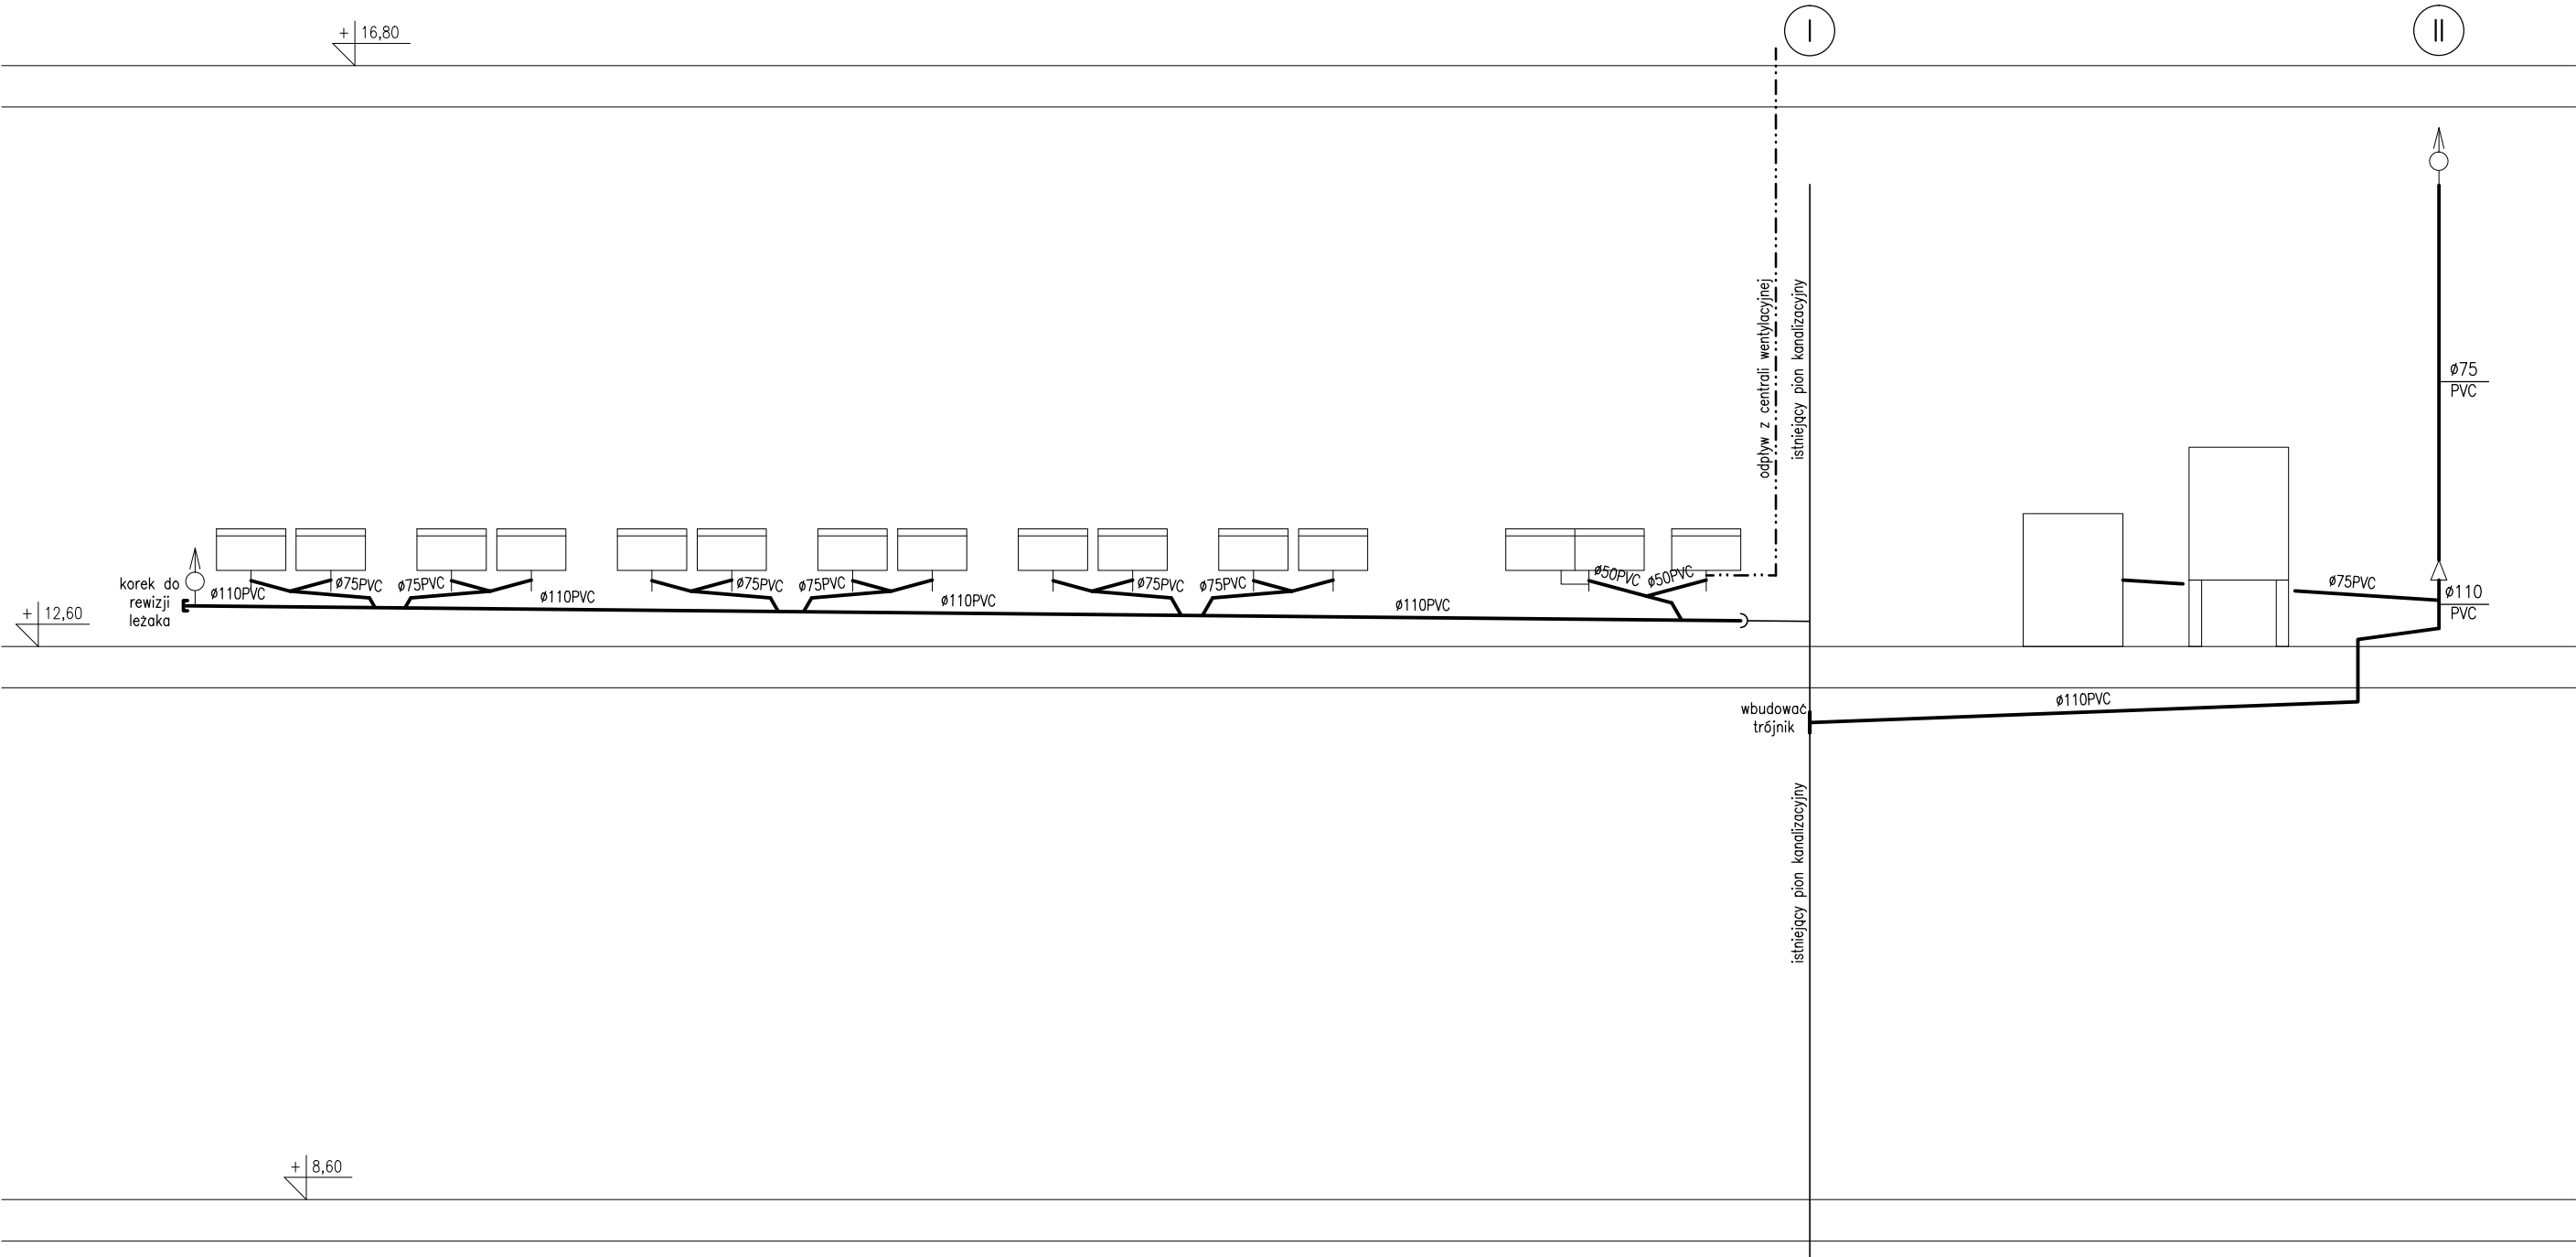 + 16,80
I
II
odpływ z centrali wentylacyjnej
istniejący pion kanalizacyjny
ø75
PVC
korek do
rewizji
leżaka
ø110PVC
ø75PVC
ø75PVC
ø110PVC
ø75PVC
ø75PVC
ø110PVC
ø75PVC
ø75PVC
ø110PVC
ø50PVC
ø50PVC
ø75PVC
ø110
PVC
+ 12,60
wbudować
trójnik
ø110PVC
istniejący pion kanalizacyjny
+ 8,60